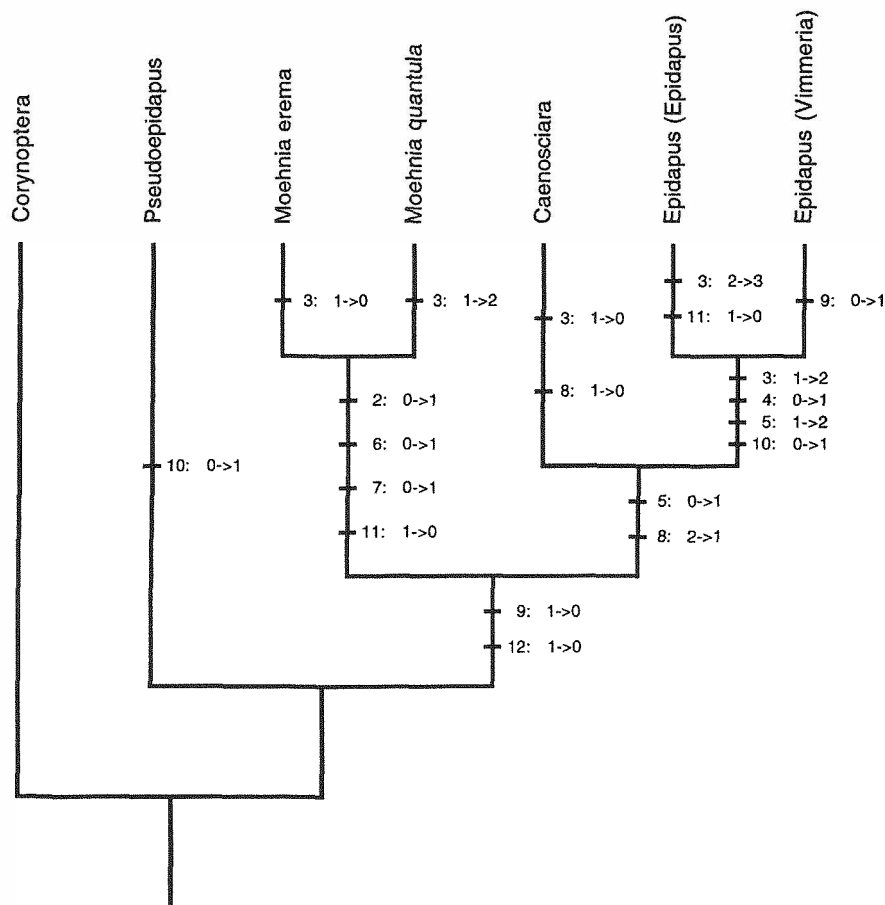 Corynoptera
Pseudoepidapus
Moehnia erema
Moehnia quantula
Caenosciara
Epidapus (Epidapus)
Epidapus (Vimmeria)
3: 1->0
3: 1->2
3: 1->0
8: 1->0
3: 2->3
11: 1->0
9: 0->1
2: 0->1
6: 0->1
7: 0->1
11: 1->0
3: 1->2
4: 0->1
5: 1->2
10: 0->1
10: 0->1
5: 0->1
8: 2->1
9: 1->0
12: 1->0